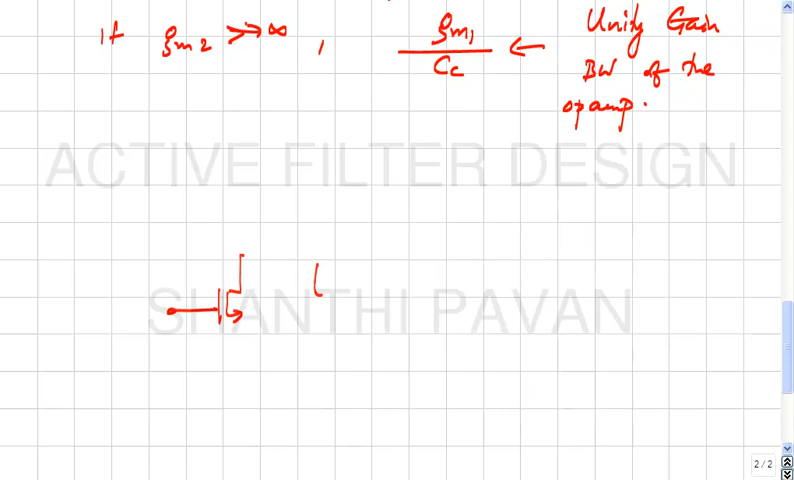 If gm2 >> ∞ , gm1 / Cc ← Unity Gain
BW of the
opamp.
ACTIVE FILTER DESIGN
SHANTHI PAVAN
2 / 2